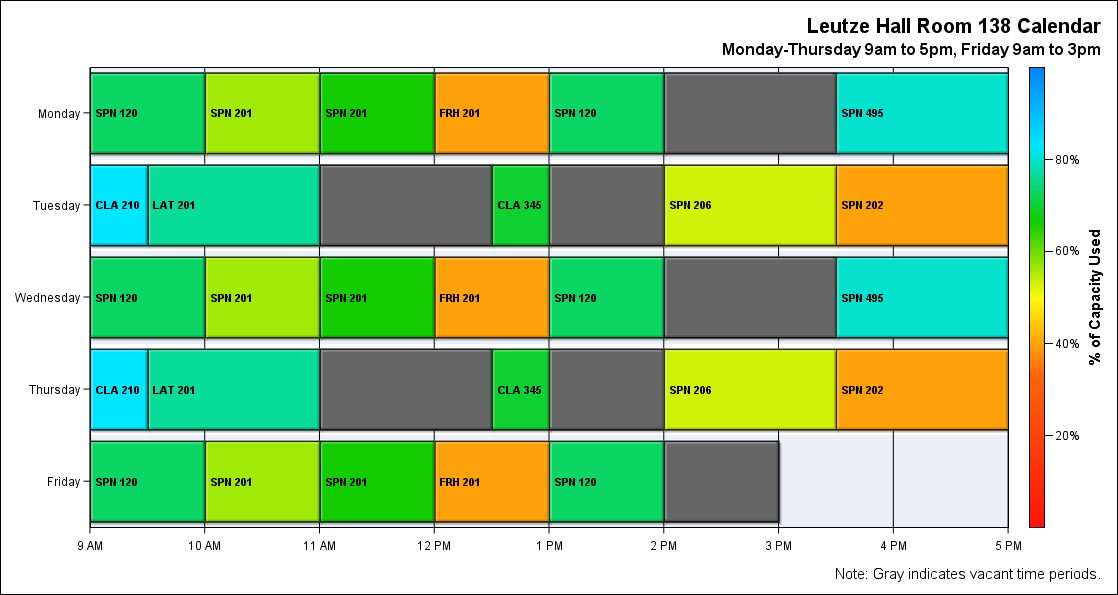 Leutze Hall Room 138 Calendar
Monday-Thursday 9am to 5pm, Friday 9am to 3pm
Monday SPN 120 SPN 201 SPN 201 FRH 201 SPN 120 SPN 495
80%
Tuesday CLA 210 LAT 201 CLA 345 SPN 206 SPN 202
60%
Wednesday SPN 120 SPN 201 SPN 201 FRH 201 SPN 120 SPN 495
% of Capacity Used
40%
Thursday CLA 210 LAT 201 CLA 345 SPN 206 SPN 202
20%
Friday SPN 120 SPN 201 SPN 201 FRH 201 SPN 120
9 AM 10 AM 11 AM 12 PM 1 PM 2 PM 3 PM 4 PM 5 PM
Note: Gray indicates vacant time periods.